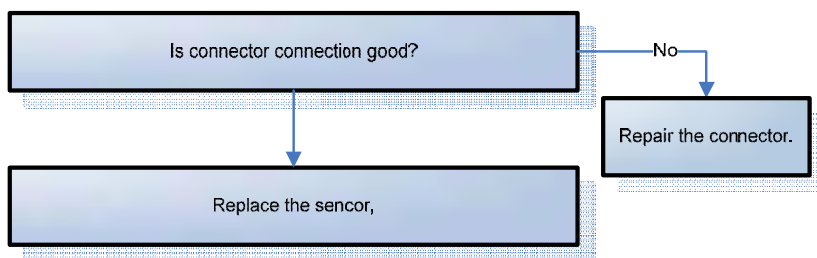 Is connector connection good?
No
Repair the connector.
Replace the sencor,